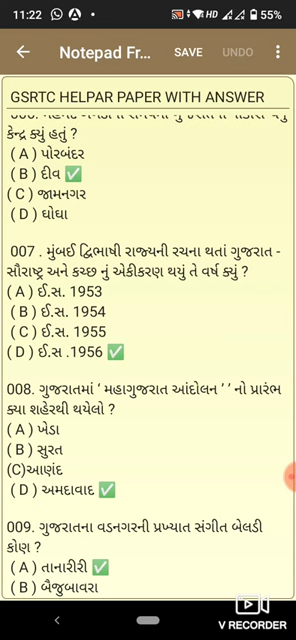 11:22
HD
55%
Notepad Fr...
SAVE
UNDO
GSRTC HELPAR PAPER WITH ANSWER
કેન્દ્ર ક્યું હતું ?
( A ) પોરબંદર
( B ) દીવ ✅
( C ) જામનગર
( D ) ઘોઘા
007 . મુંબઈ દ્વિભાષી રાજ્યની રચના થતાં ગુજરાત -
સૌરાષ્ટ્ર અને કચ્છ નું એકીકરણ થયું તે વર્ષ ક્યું ?
( A ) ઈ.સ. 1953
( B ) ઈ.સ. 1954
( C ) ઈ.સ. 1955
( D ) ઈ.સ .1956 ✅
008. ગુજરાતમાં ‘ મહાગુજરાત આંદોલન ’ ’ નો પ્રારંભ
ક્યા શહેરથી થયેલો ?
( A ) ખેડા
( B ) સુરત
(C)આણંદ
( D ) અમદાવાદ ✅
009. ગુજરાતના વડનગરની પ્રખ્યાત સંગીત બેલડી
કોણ ?
( A ) તાનારીરી ✅
( B ) બૈજુબાવરા
V RECORDER